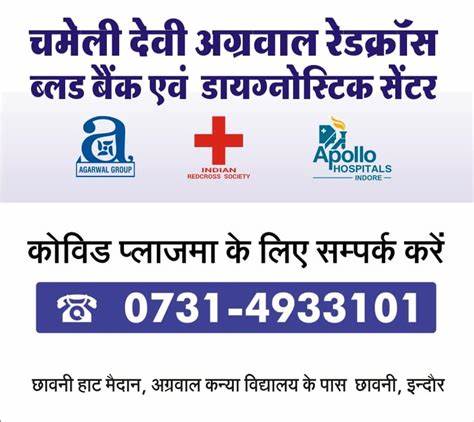 चमेली देवी अग्रवाल रेडक्रॉस
ब्लड बैंक एवं डायग्नोस्टिक सेंटर
a
AGARWAL GROUP
INDIAN
REDCROSS SOCIETY
Apollo
HOSPITALS
INDORE
कोविड प्लाजमा के लिए सम्पर्क करें
☎ 0731-4933101
छावनी हाट मैदान, अग्रवाल कन्या विद्यालय के पास छावनी, इन्दौर